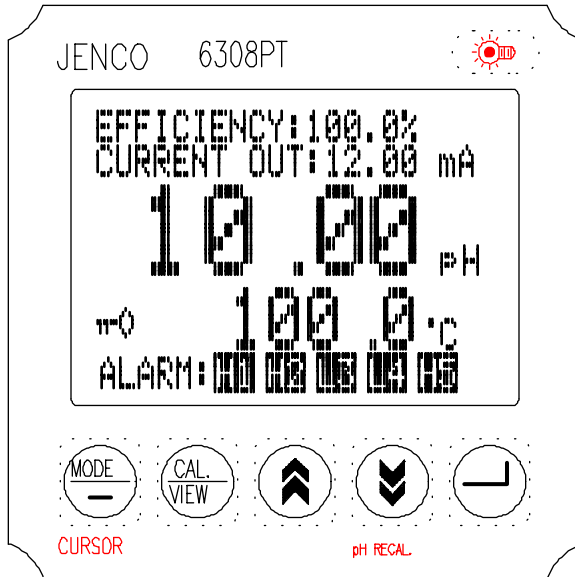 JENCO 6308PT
EFFICIENCY:100.0%
CURRENT OUT:12.00 mA
10.00 pH
100.0 °C
ALARM:
MODE CAL.
VIEW
CURSOR pH RECAL.